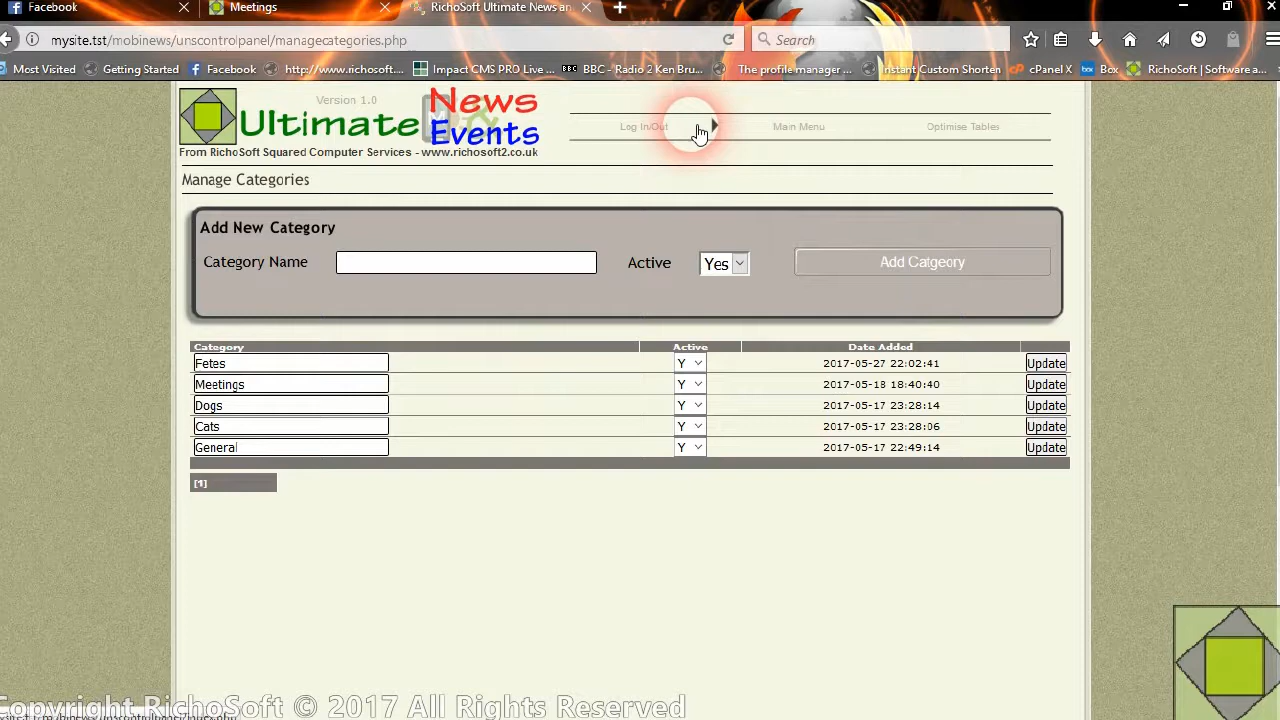 Facebook
Meetings
RichoSoft Ultimate News an
mysite.tst/mobinews/unscontrolpanel/managecategories.php
Search
Most Visited
Getting Started
Facebook
http://www.richosoft....
Impact CMS PRO Live ...
BBC BBC - Radio 2 Ken Bru...
The profile manager ...
Instant Custom Shorten
cP cPanel X
box Box
RichoSoft | Software a...
Version 1.0
Ultimate
News
Events
From RichoSoft Squared Computer Services - www.richosoft2.co.uk
Log In/Out
Main Menu
Optimise Tables
Manage Categories
Add New Category
Category Name
Active
Yes
Add Catgeory
Category Active Date Added
Fetes Y 2017-05-27 22:02:41 Update
Meetings Y 2017-05-18 18:40:40 Update
Dogs Y 2017-05-17 23:28:14 Update
Cats Y 2017-05-17 23:28:06 Update
General Y 2017-05-17 22:49:14 Update
[1]
Copyright RichoSoft © 2017 All Rights Reserved